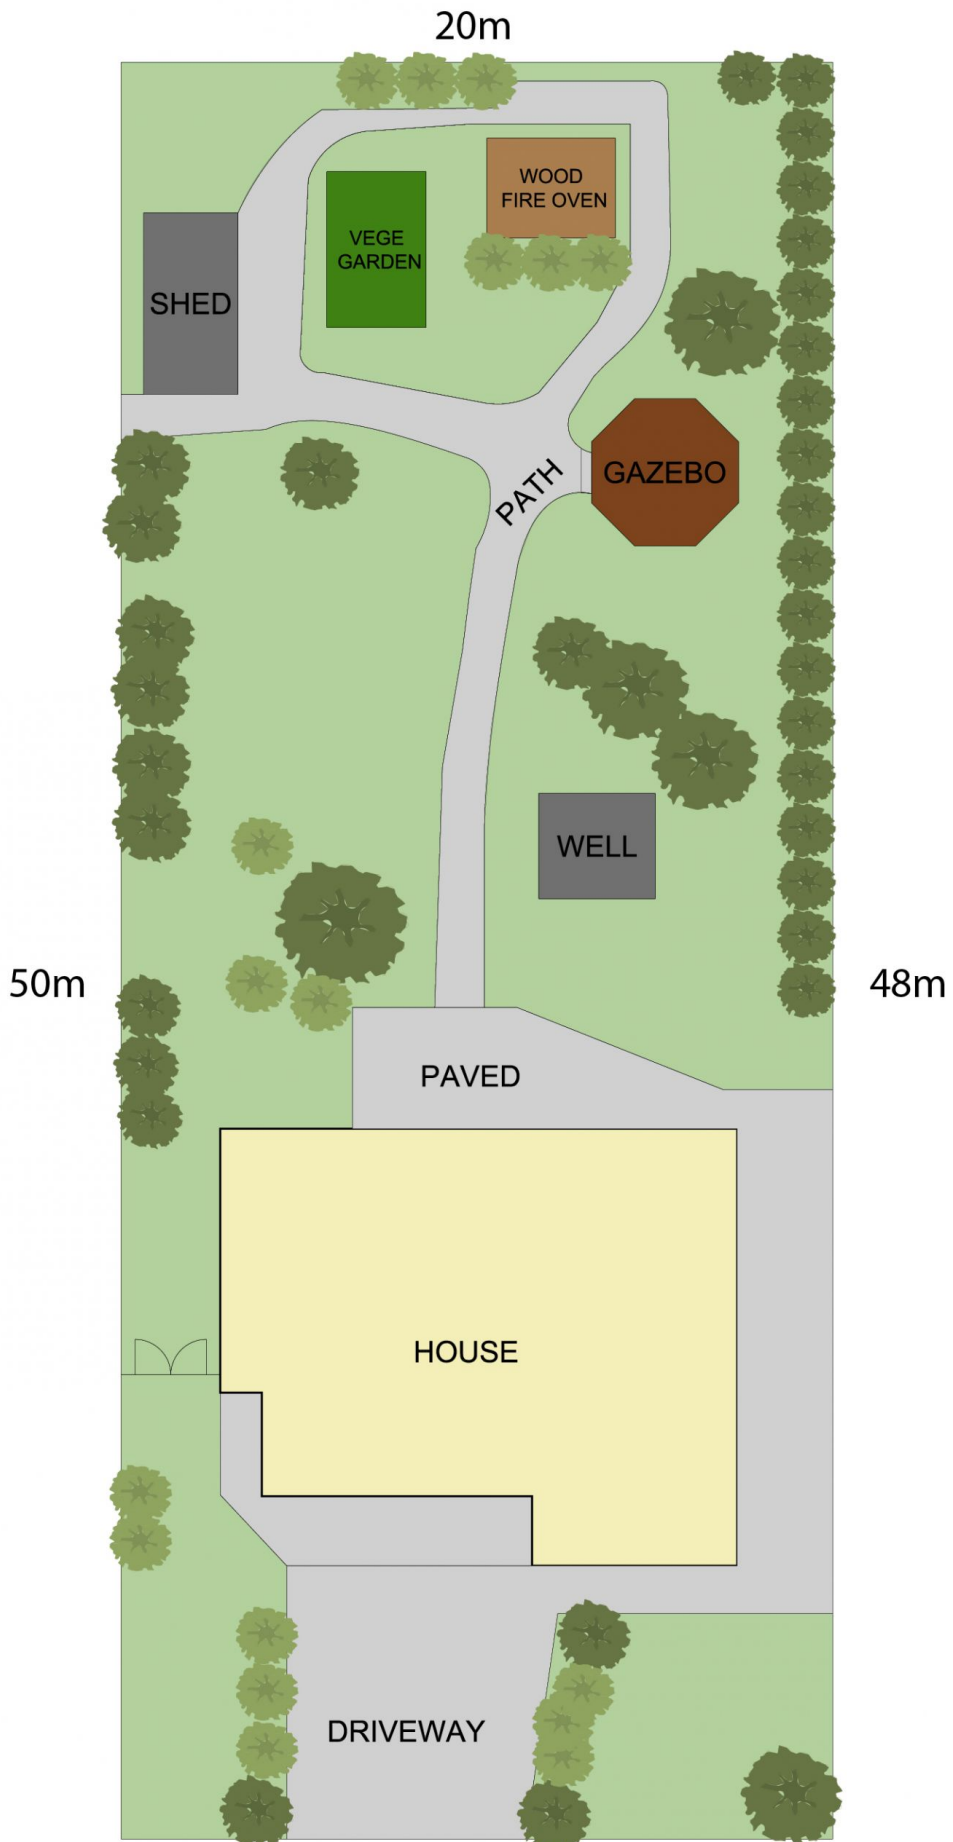 20m
WOOD
FIRE OVEN
VEGE
GARDEN
SHED
GAZEBO
PATH
WELL
50m
48m
PAVED
HOUSE
DRIVEWAY